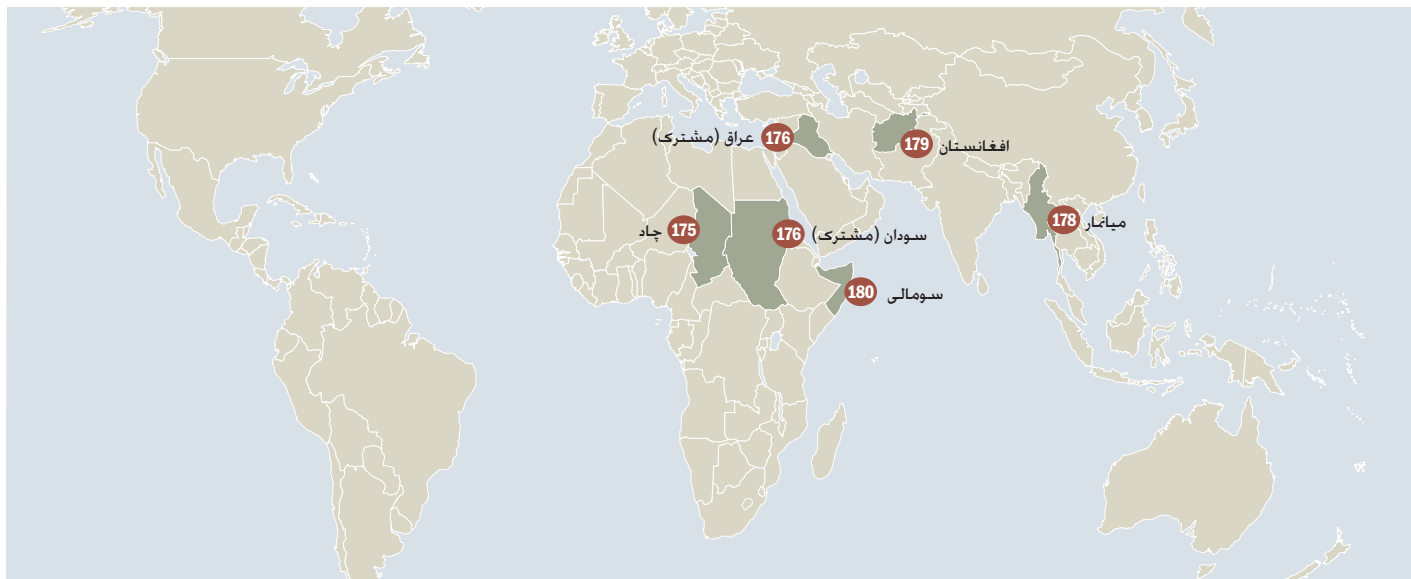 عراق (مشترک) 176
افغانستان 179
میانمار 178
چاد 175
سودان (مشترک) 176
سومالی 180